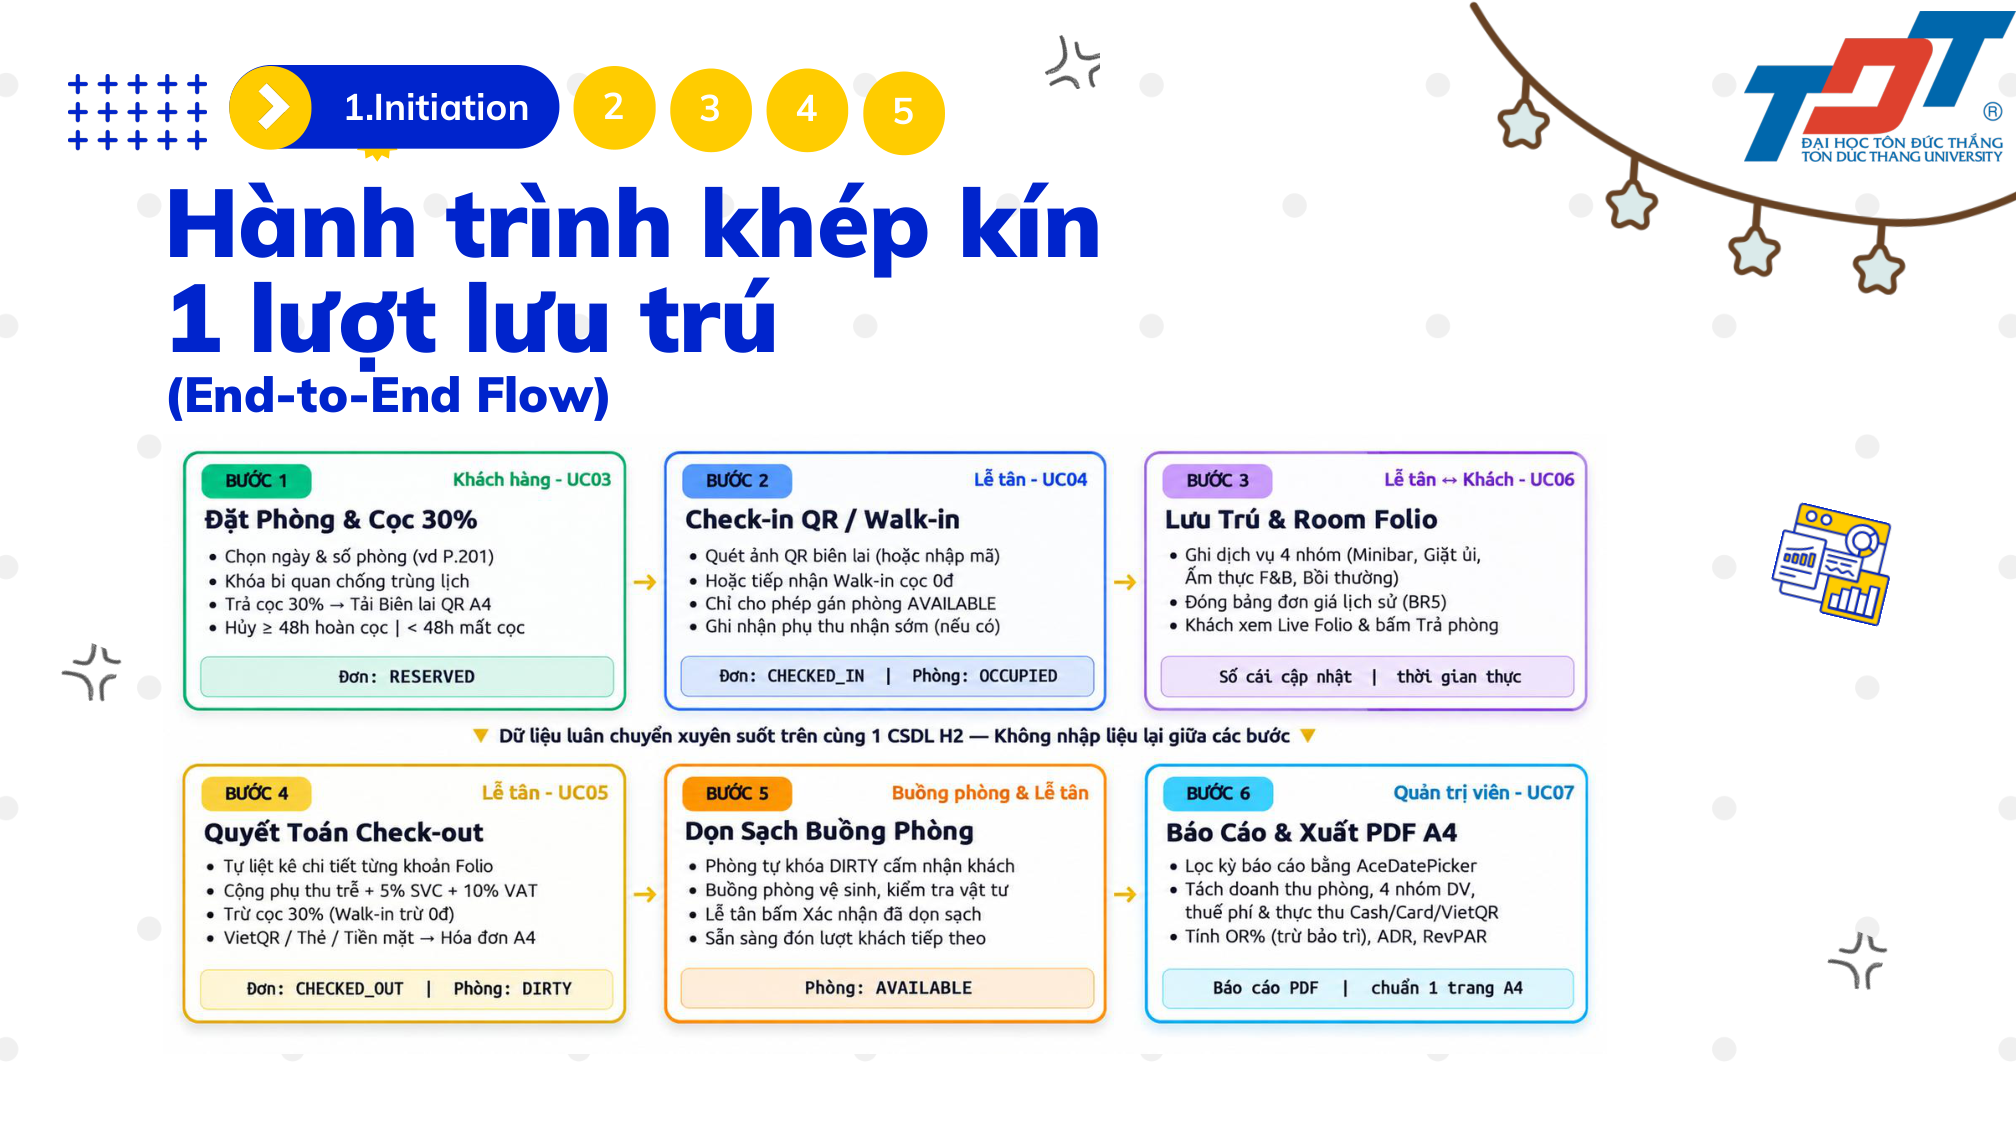 1.Initiation
2
3
4
5
TDT
®
ĐẠI HỌC TÔN ĐỨC THẮNG
TON DUC THANG UNIVERSITY
Hành trình khép kín
1 lượt lưu trú
(End-to-End Flow)
BƯỚC 1
Khách hàng - UC03
Đặt Phòng & Cọc 30%
• Chọn ngày & số phòng (vd P.201)
• Khóa bi quan chống trùng lịch
• Trả cọc 30% → Tải Biên lai QR A4
• Hủy ≥ 48h hoàn cọc | < 48h mất cọc
Đơn: RESERVED
→
BƯỚC 2
Lễ tân - UC04
Check-in QR / Walk-in
• Quét ảnh QR biên lai (hoặc nhập mã)
• Hoặc tiếp nhận Walk-in cọc 0đ
• Chỉ cho phép gán phòng AVAILABLE
• Ghi nhận phụ thu nhận sớm (nếu có)
Đơn: CHECKED_IN | Phòng: OCCUPIED
→
BƯỚC 3
Lễ tân ↔ Khách - UC06
Lưu Trú & Room Folio
• Ghi dịch vụ 4 nhóm (Minibar, Giặt ủi,
Ẩm thực F&B, Bồi thường)
• Đóng bảng đơn giá lịch sử (BR5)
• Khách xem Live Folio & bấm Trả phòng
Số cái cập nhật | thời gian thực
▼ Dữ liệu luân chuyển xuyên suốt trên cùng 1 CSDL H2 — Không nhập liệu lại giữa các bước ▼
BƯỚC 4
Lễ tân - UC05
Quyết Toán Check-out
• Tự liệt kê chi tiết từng khoản Folio
• Cộng phụ thu trễ + 5% SVC + 10% VAT
• Trừ cọc 30% (Walk-in trừ 0đ)
• VietQR / Thẻ / Tiền mặt → Hóa đơn A4
Đơn: CHECKED_OUT | Phòng: DIRTY
→
BƯỚC 5
Buồng phòng & Lễ tân
Dọn Sạch Buồng Phòng
• Phòng tự khóa DIRTY cấm nhận khách
• Buồng phòng vệ sinh, kiểm tra vật tư
• Lễ tân bấm Xác nhận đã dọn sạch
• Sẵn sàng đón lượt khách tiếp theo
Phòng: AVAILABLE
→
BƯỚC 6
Quản trị viên - UC07
Báo Cáo & Xuất PDF A4
• Lọc kỳ báo cáo bằng AceDatePicker
• Tách doanh thu phòng, 4 nhóm DV,
thuế phí & thực thu Cash/Card/VietQR
• Tính OR% (trừ bảo trì), ADR, RevPAR
Báo cáo PDF | chuẩn 1 trang A4